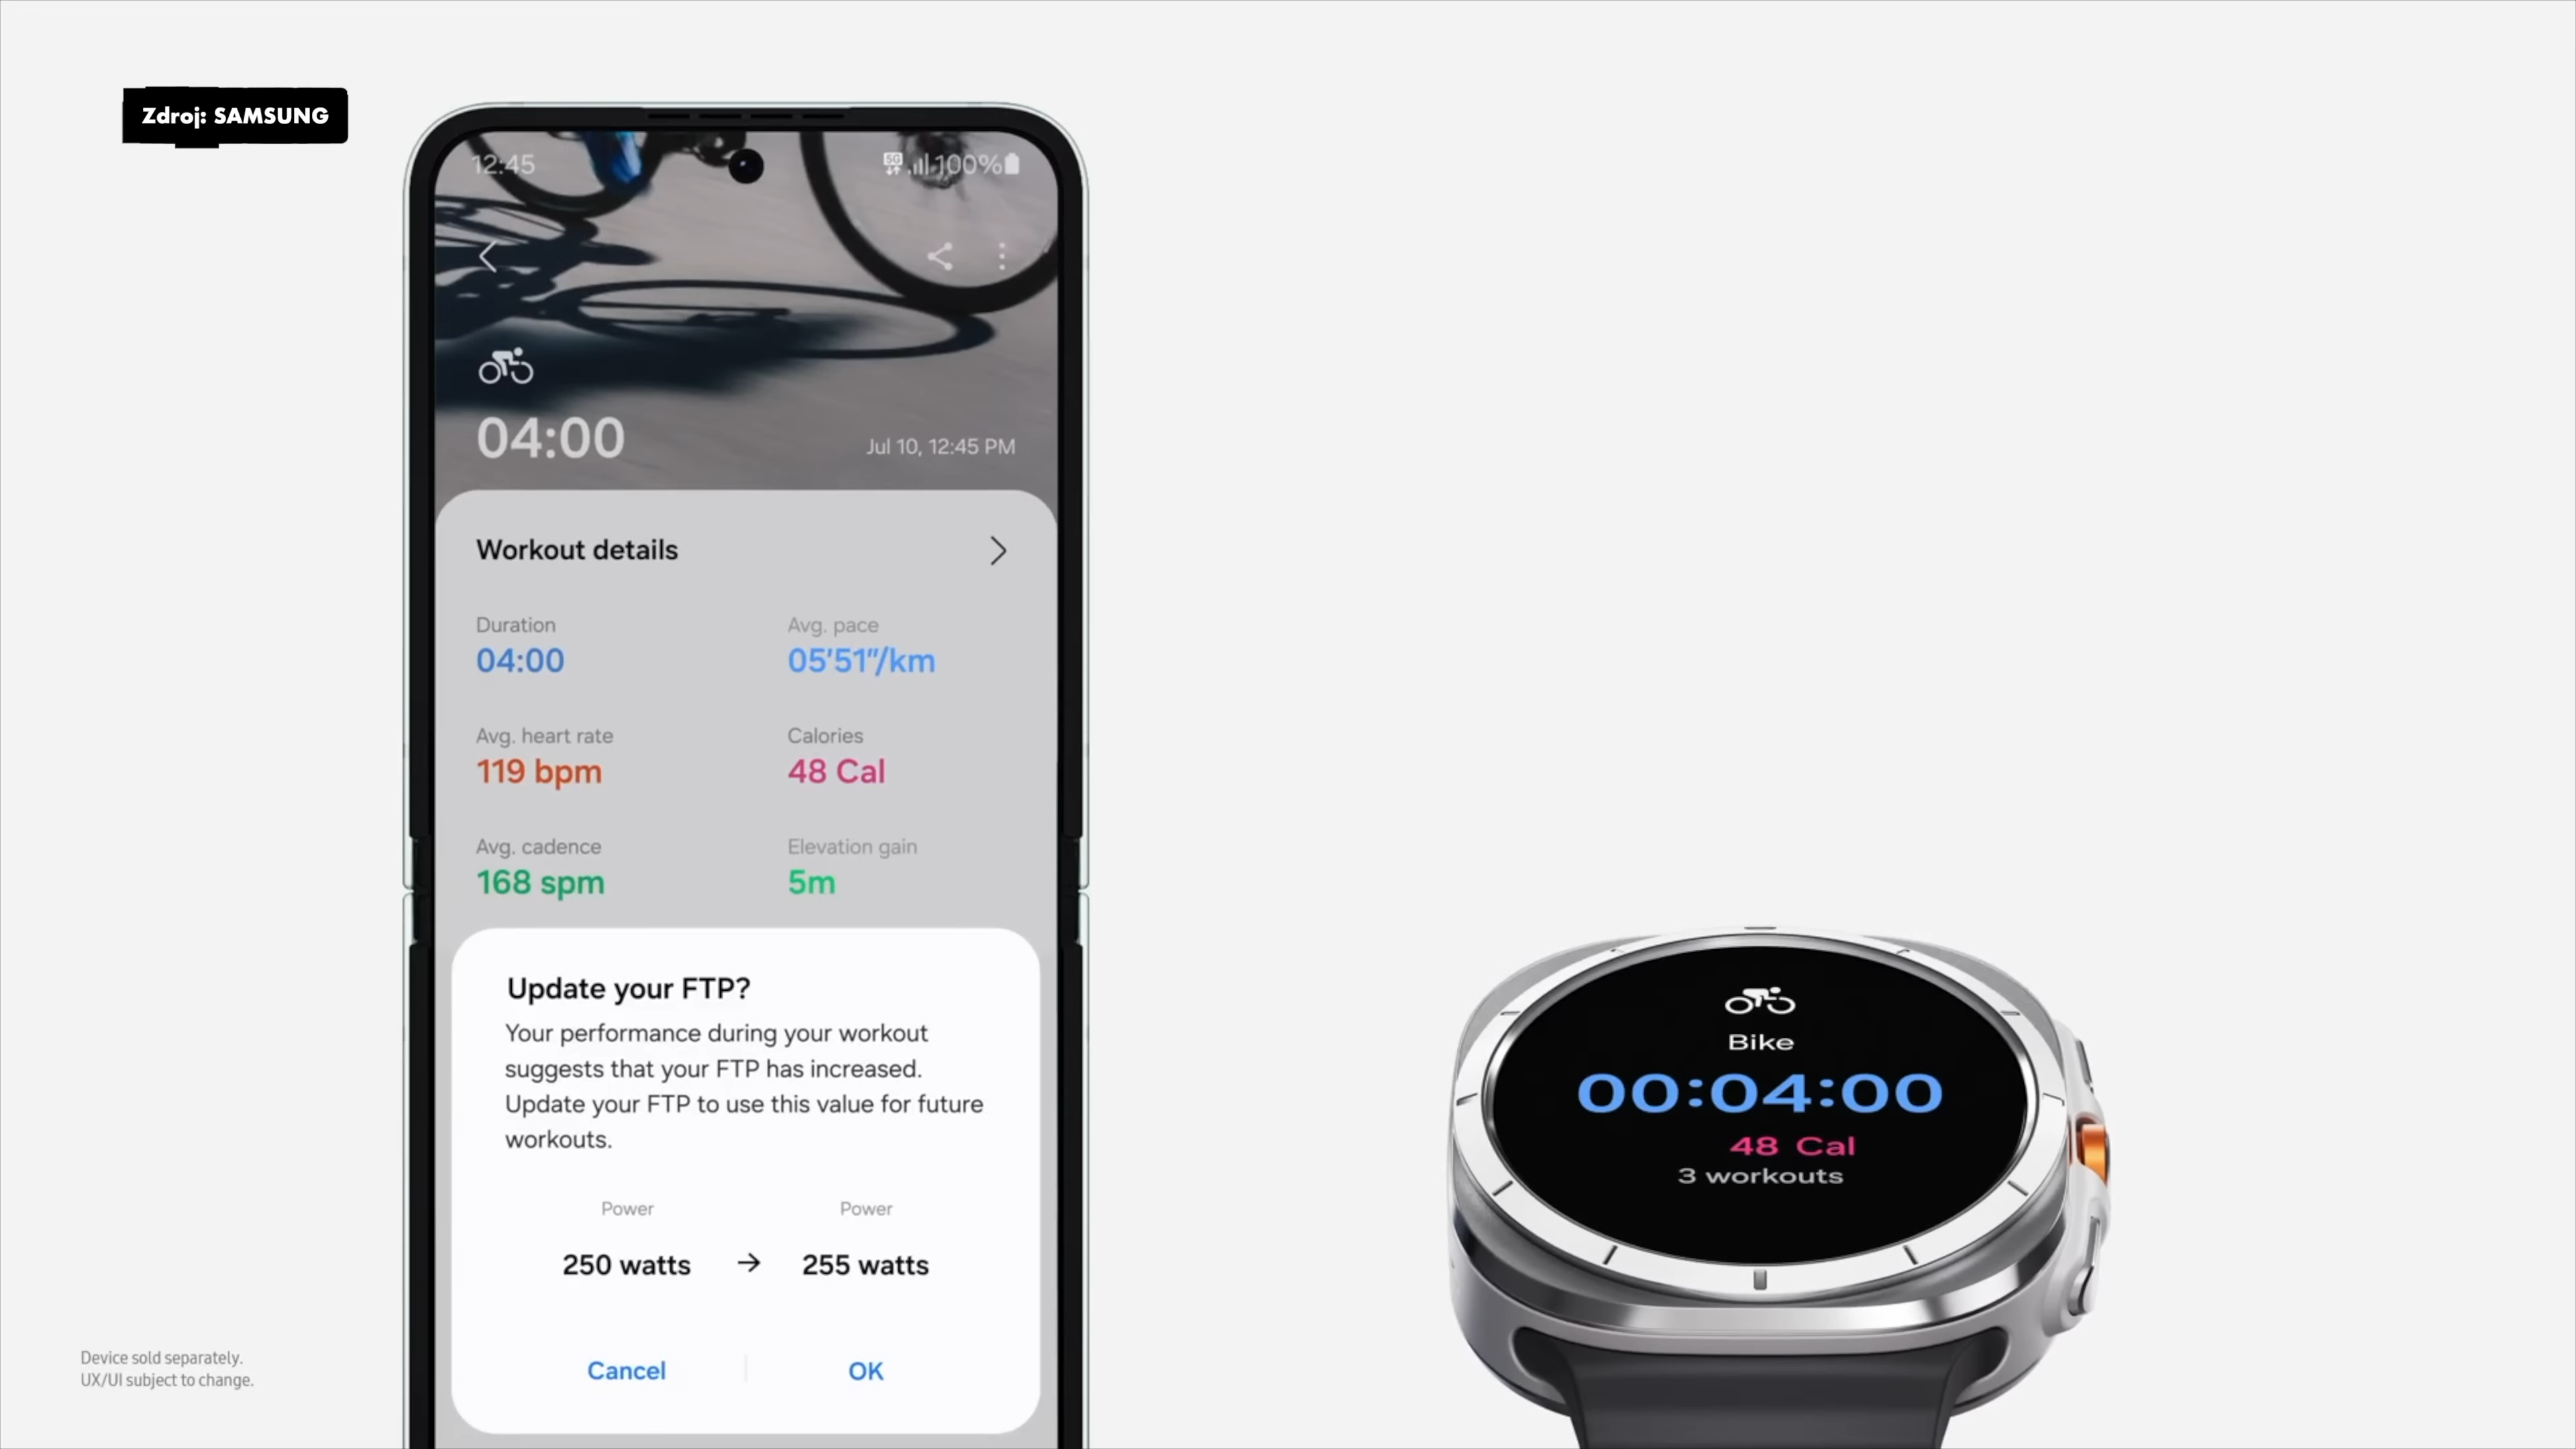 Zdroj: SAMSUNG
12:45
5G 100%
04:00
Jul 10, 12:45 PM
Workout details
Duration
Avg. pace
04:00
05'51"/km
Avg. heart rate
Calories
119 bpm
48 Cal
Avg. cadence
Elevation gain
168 spm
5m
Update your FTP?
Your performance during your workout
suggests that your FTP has increased.
Update your FTP to use this value for future
workouts.
Power
Power
250 watts → 255 watts
Cancel
OK
Bike
00:04:00
48 Cal
3 workouts
Device sold separately.
UX/UI subject to change.